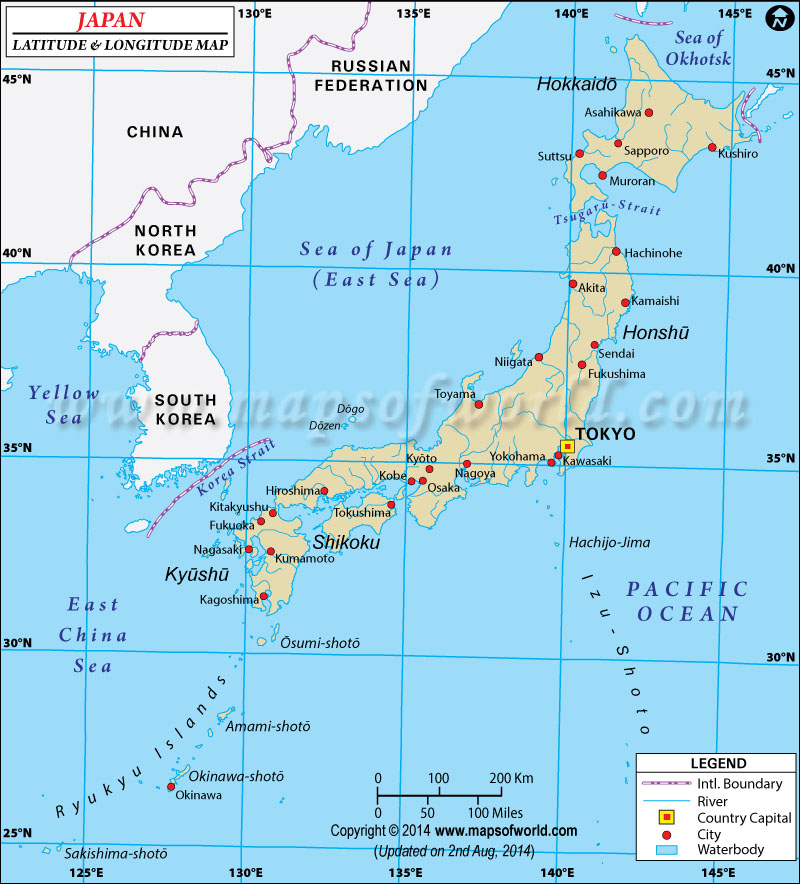 JAPAN
LATITUDE & LONGITUDE MAP
130°E
135°E
140°E
145°E
N
Sea of
Okhotsk
RUSSIAN
FEDERATION
45°N
45°N
Hokkaidō
CHINA
Asahikawa
Sapporo
Suttsu
Kushiro
Muroran
Tsugaru-Strait
NORTH
KOREA
Sea of Japan
(East Sea)
40°N
40°N
Hachinohe
Akita
Kamaishi
Honshū
Sendai
Niigata
Fukushima
Yellow
Sea
SOUTH
KOREA
www.mapsofworld.com
Toyama
Dōgo
Dōzen
TOKYO
35°N
35°N
Korea Strait
Kyōto
Yokohama
Kawasaki
Kobe
Osaka
Nagoya
Hiroshima
Kitakyushu
Fukuoka
Tokushima
Shikoku
Nagasaki
Kumamoto
Hachijo-Jima
Kyūshū
Kagoshima
East
China
Sea
PACIFIC
OCEAN
Izu-Shoto
30°N
30°N
Ōsumi-shotō
Ryukyu Islands
Amami-shotō
Okinawa-shotō
Okinawa
0 100 200 Km
0 50 100 Miles
Copyright © 2014 www.mapsofworld.com
(Updated on 2nd Aug, 2014)
LEGEND
Intl. Boundary
River
Country Capital
City
Waterbody
25°N
Sakishima-shotō
125°E
130°E
135°E
140°E
145°E